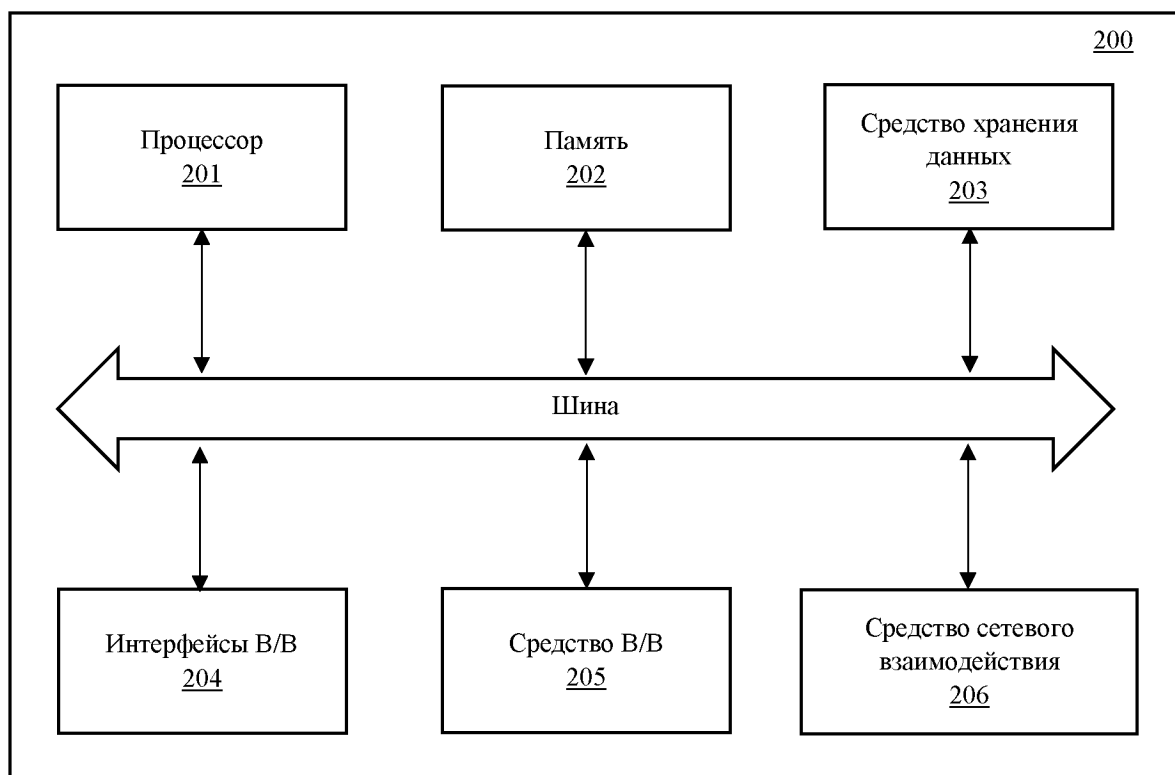 200
Процессор
201
Память
202
Средство хранения
данных
203
Шина
Интерфейсы В/В
204
Средство В/В
205
Средство сетевого
взаимодействия
206